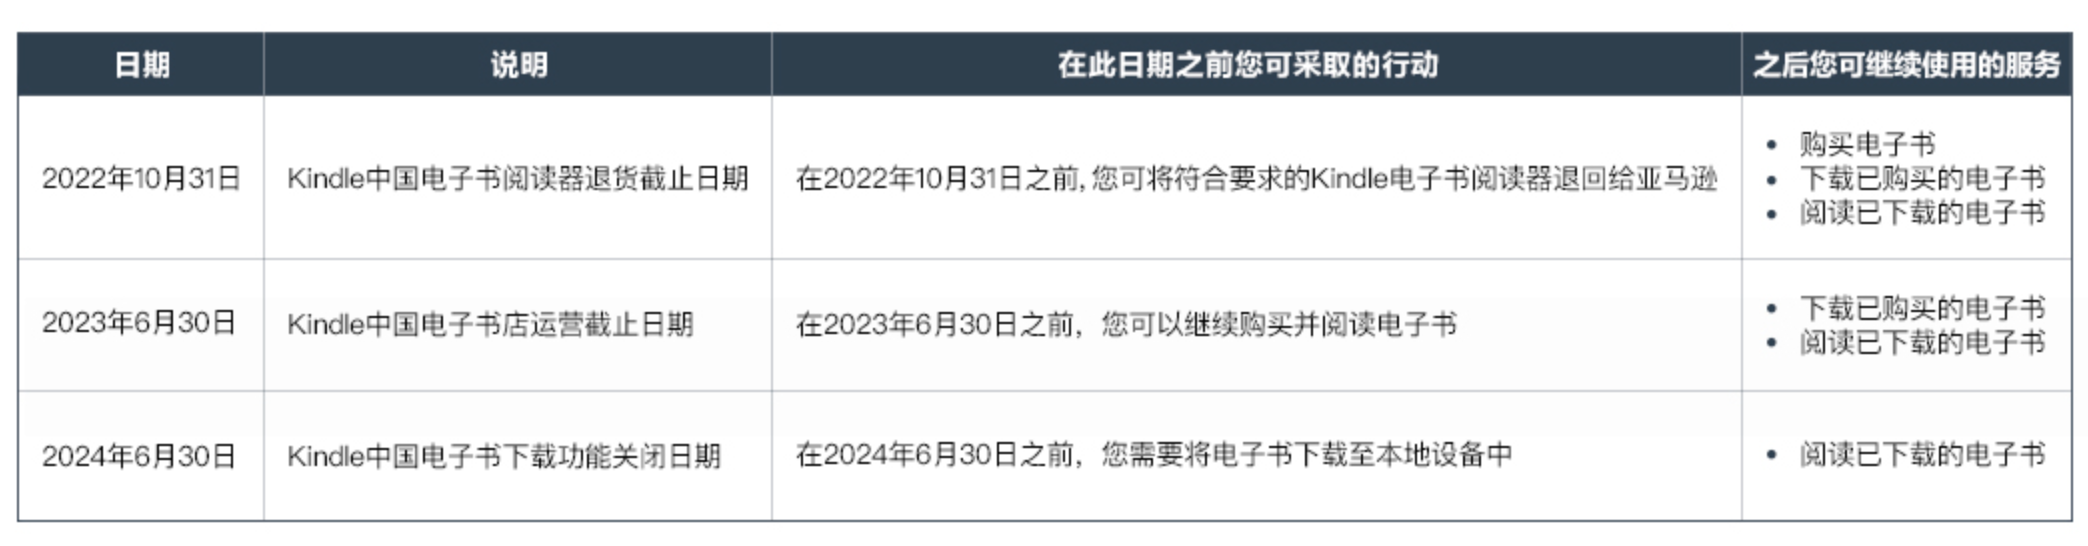 日期
说明
在此日期之前您可采取的行动
之后您可继续使用的服务
2022年10月31日
Kindle中国电子书阅读器退货截止日期
在2022年10月31日之前,您可将符合要求的Kindle电子书阅读器退回给亚马逊
• 购买电子书
• 下载已购买的电子书
• 阅读已下载的电子书
2023年6月30日
Kindle中国电子书店运营截止日期
在2023年6月30日之前，您可以继续购买并阅读电子书
• 下载已购买的电子书
• 阅读已下载的电子书
2024年6月30日
Kindle中国电子书下载功能关闭日期
在2024年6月30日之前，您需要将电子书下载至本地设备中
• 阅读已下载的电子书